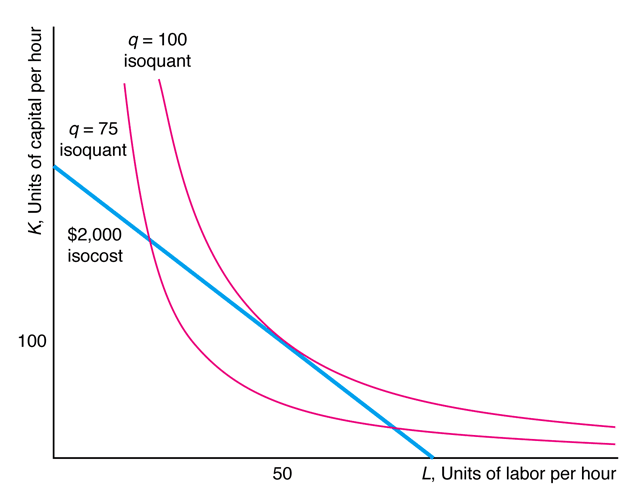 K, Units of capital per hour
q = 100
isoquant
q = 75
isoquant
$2,000
isocost
100
50
L, Units of labor per hour